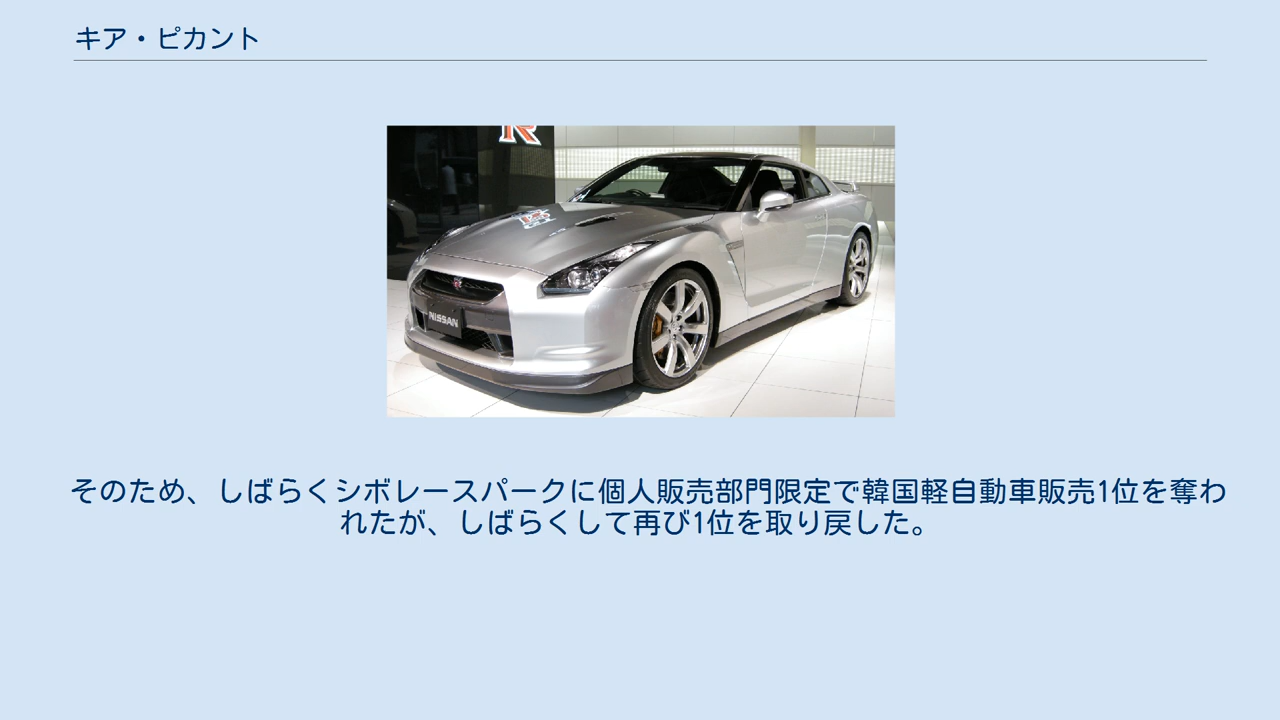 キア・ピカント
R
NISSAN
そのため、しばらくシボレースパークに個人販売部門限定で韓国軽自動車販売1位を奪わ
れたが、しばらくして再び1位を取り戻した。